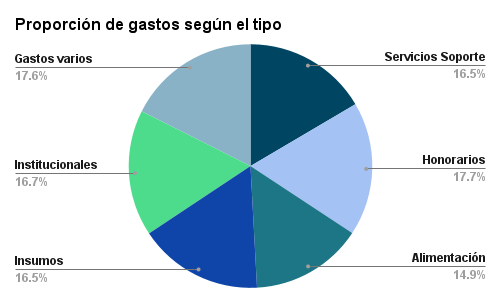 Proporción de gastos según el tipo
Gastos varios
17.6%
Servicios Soporte
16.5%
Institucionales
16.7%
Honorarios
17.7%
Insumos
16.5%
Alimentación
14.9%